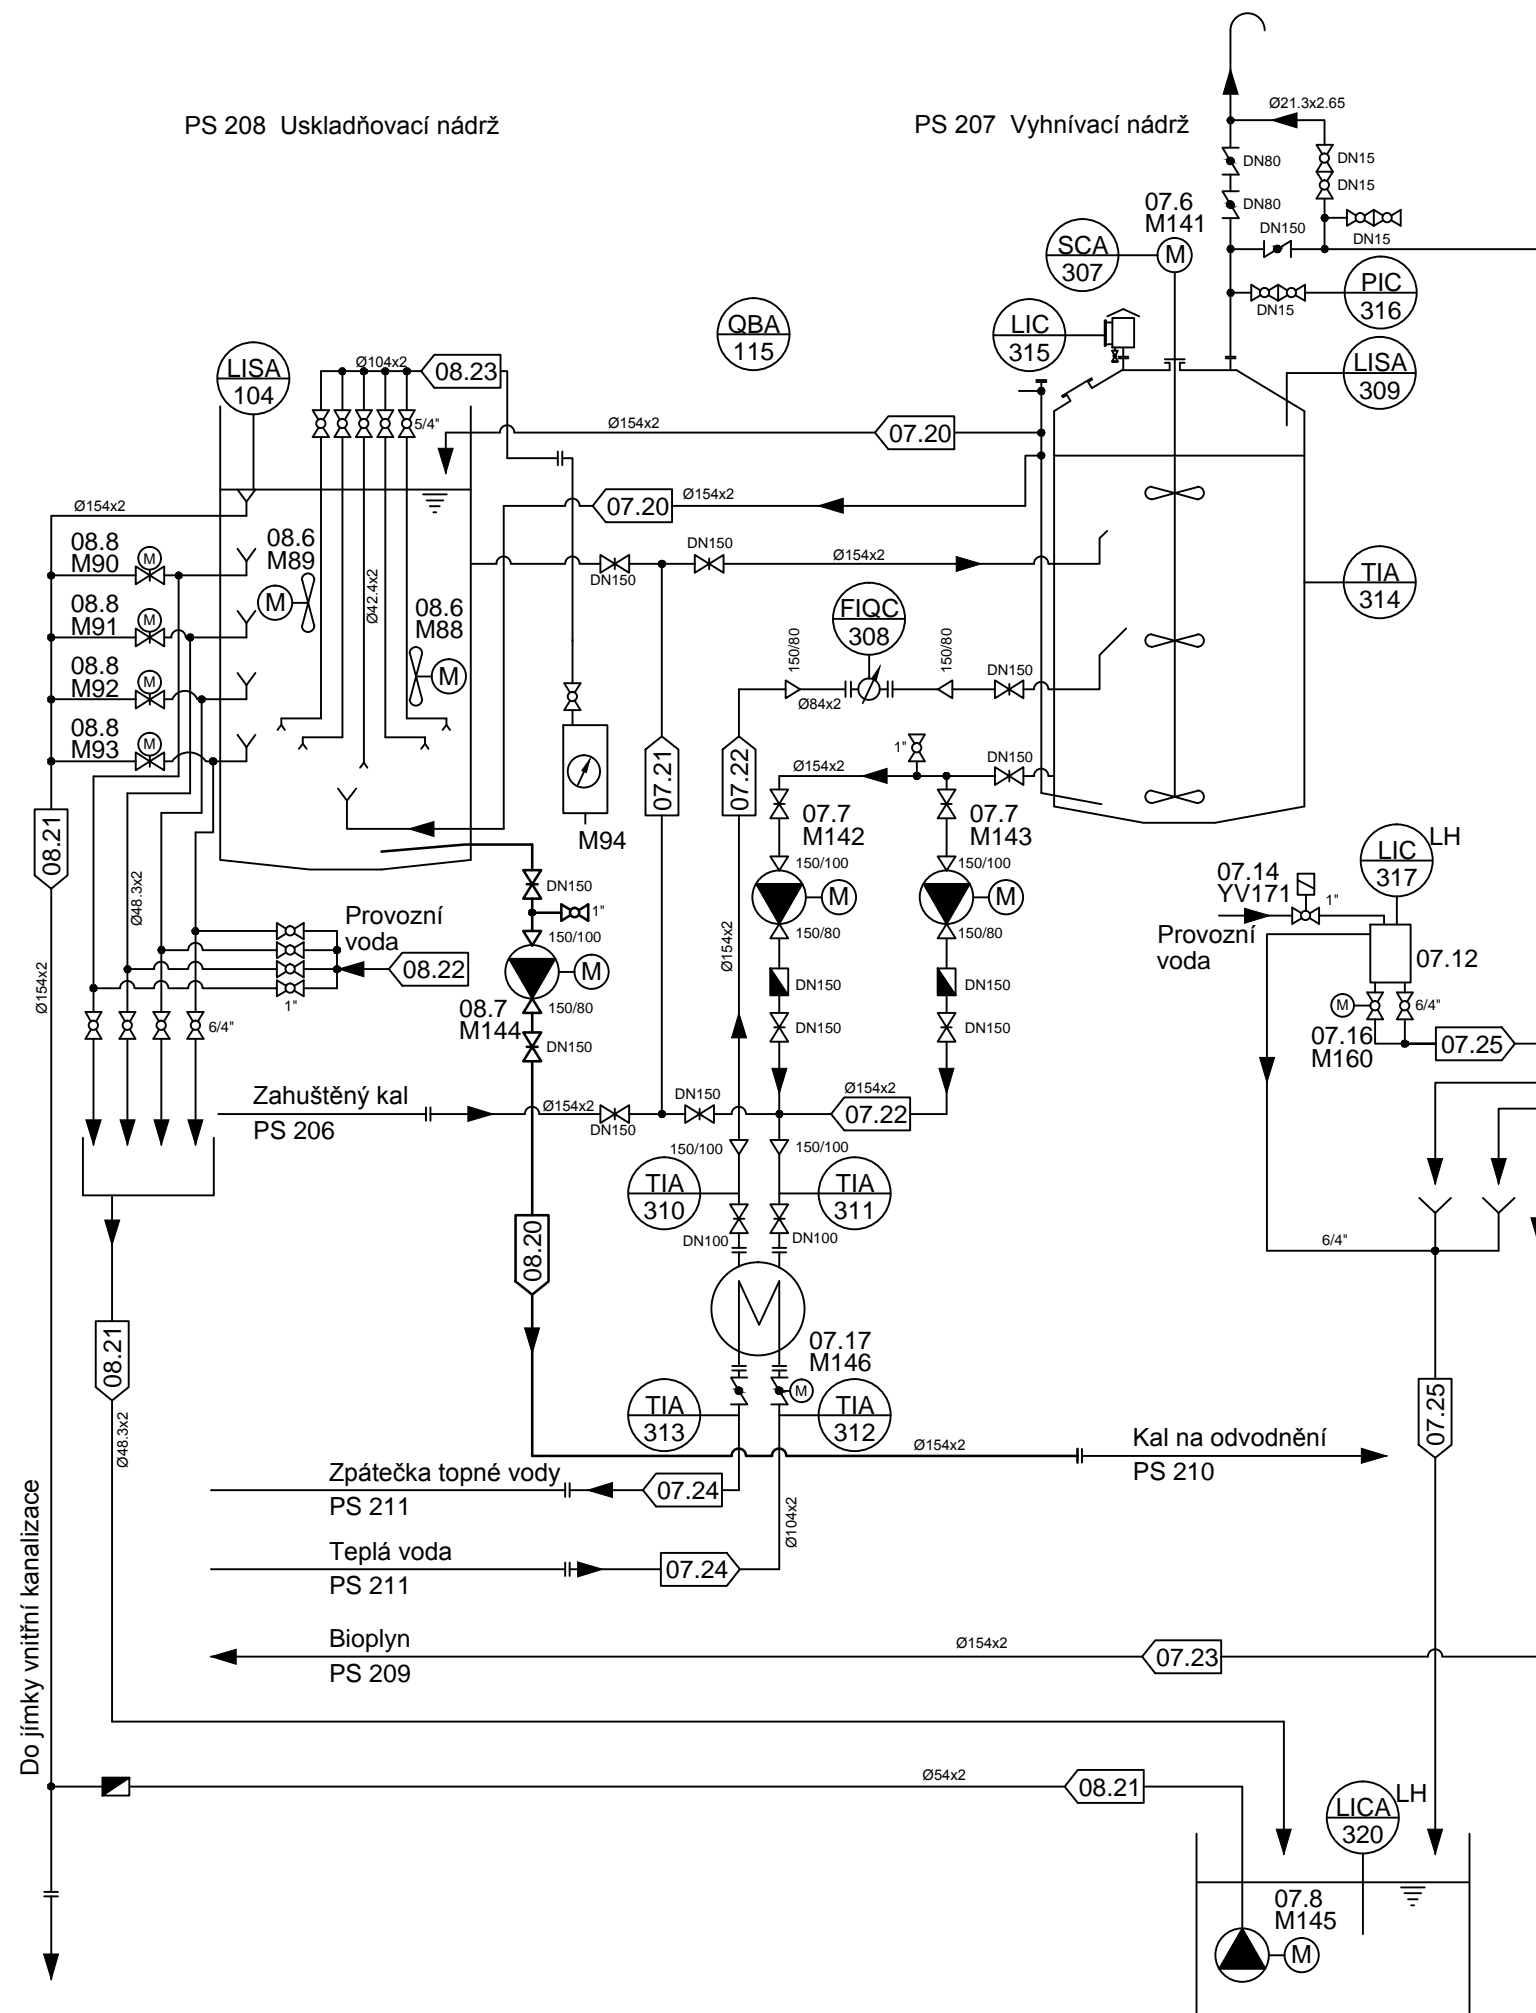 PS 208 Uskladňovací nádrž
PS 207 Vyhnívací nádrž
Ø21.3x2.65
DN80
DN15
DN80
DN15
07.6
M141
DN150
DN15
SCA
307
M
PIC
316
DN15
QBA
115
LIC
315
LISA
104
Ø104x2
08.23
LISA
309
5/4"
Ø154x2
07.20
Ø154x2
07.20
Ø154x2
08.8
M90
M
08.6
M89
M
DN150
DN150
Ø154x2
Ø42.4x2
TIA
314
08.8
M91
M
08.6
M88
M
FIQC
308
150/80
150/80
08.8
M92
M
DN150
Ø84x2
08.8
M93
M
07.21
07.22
1"
DN150
Ø154x2
07.7
M142
07.7
M143
M94
08.21
150/100
150/100
M
M
150/80
150/80
LIC
317
LH
07.14
YV171
1"
Provozní
voda
07.12
DN150
1"
Ø48.3x2
Provozní
voda
08.22
150/100
M
150/80
08.7
M144
DN150
Ø154x2
Ø154x2
DN150
DN150
DN150
DN150
1"
6/4"
M
6/4"
07.16
M160
07.25
Zahuštěný kal
PS 206
Ø154x2
DN150
DN150
Ø154x2
07.22
150/100
150/100
TIA
310
TIA
311
DN100
DN100
08.20
6/4"
07.17
M146
M
08.21
Ø48.3x2
TIA
313
TIA
312
Ø154x2
Kal na odvodnění
PS 210
07.25
Zpátečka topné vody
PS 211
07.24
Ø104x2
Teplá voda
PS 211
07.24
Bioplyn
PS 209
Ø154x2
07.23
Do jímky vnitřní kanalizace
Ø54x2
08.21
LICA
320
LH
07.8
M145
M